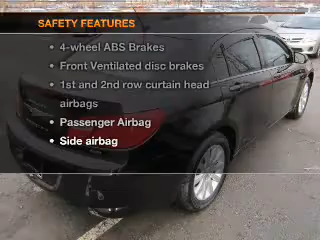 SAFETY FEATURES
• 4-wheel ABS Brakes
• Front Ventilated disc brakes
• 1st and 2nd row curtain head
airbags
• Passenger Airbag
• Side airbag